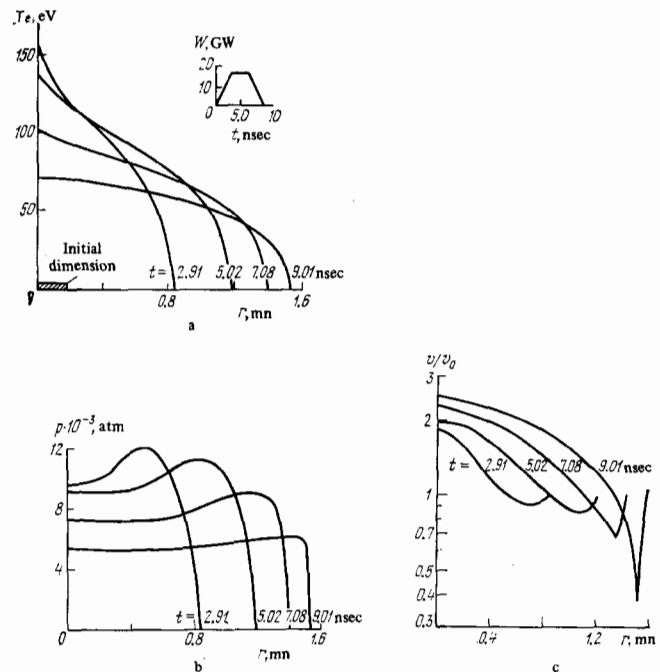 Te, eV
150
100
50
0
W, GW
20
10
0 5.0 10
t, nsec
Initial
dimension
t = 2.91 5.02 7.08 9.01 nsec
0.8 1.6
r, mn
a
p·10⁻³, atm
12
8
4
0
t = 2.91 5.02 7.08 9.01 nsec
0.8 1.6
r, mn
b
v/v₀
3
2
1
0.7
0.5
0.4
0.3
t = 2.91 5.02 7.08 9.01 nsec
0.4 1.2
r, mn
c